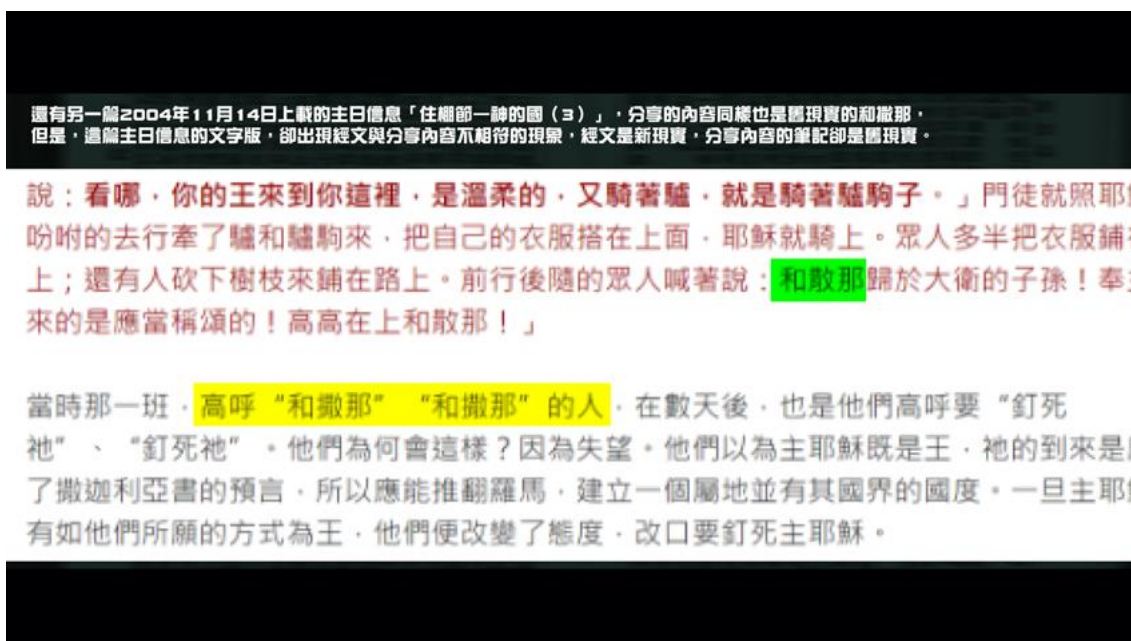 還有另一篇2004年11月14日上載的主日信息「住棚節—神的國（3）」，分享的內容同樣也是舊現實的和撒那，
但是，這篇主日信息的文字版，卻出現經文與分享內容不相符的現象，經文是新現實，分享內容的筆記卻是舊現實。
說：看哪，你的王來到你這裡，是溫柔的，又騎著驢，就是騎著驢駒子。」門徒就照耶
吩咐的去行牽了驢和驢駒來，把自己的衣服搭在上面，耶穌就騎上。眾人多半把衣服鋪
上；還有人砍下樹枝來鋪在路上。前行後隨的眾人喊著說：和散那歸於大衛的子孫！奉
來的是應當稱頌的！高高在上和散那！」
當時那一班，高呼“和撒那”“和撒那”的人，在數天後，也是他們高呼要“釘死
祂”、“釘死祂”。他們為何會這樣？因為失望。他們以為主耶穌既是王，祂的到來是
了撒迦利亞書的預言，所以應能推翻羅馬，建立一個屬地並有其國界的國度。一旦主耶
有如他們所願的方式為王，他們便改變了態度，改口要釘死主耶穌。